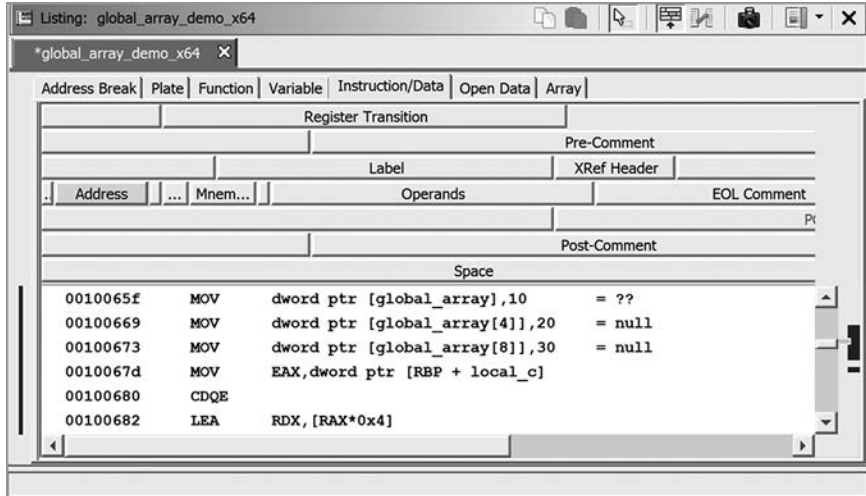 Listing: global_array_demo_x64
*global_array_demo_x64
Address Break Plate Function Variable Instruction/Data Open Data Array
Register Transition
Pre-Comment
Label XRef Header
.. Address ... Mnem... Operands EOL Comment
Post-Comment
Space
0010065f MOV dword ptr [global_array],10 = ??
00100669 MOV dword ptr [global_array[4]],20 = null
00100673 MOV dword ptr [global_array[8]],30 = null
0010067d MOV EAX,dword ptr [RBP + local_c]
00100680 CDQE
00100682 LEA RDX,[RAX*0x4]